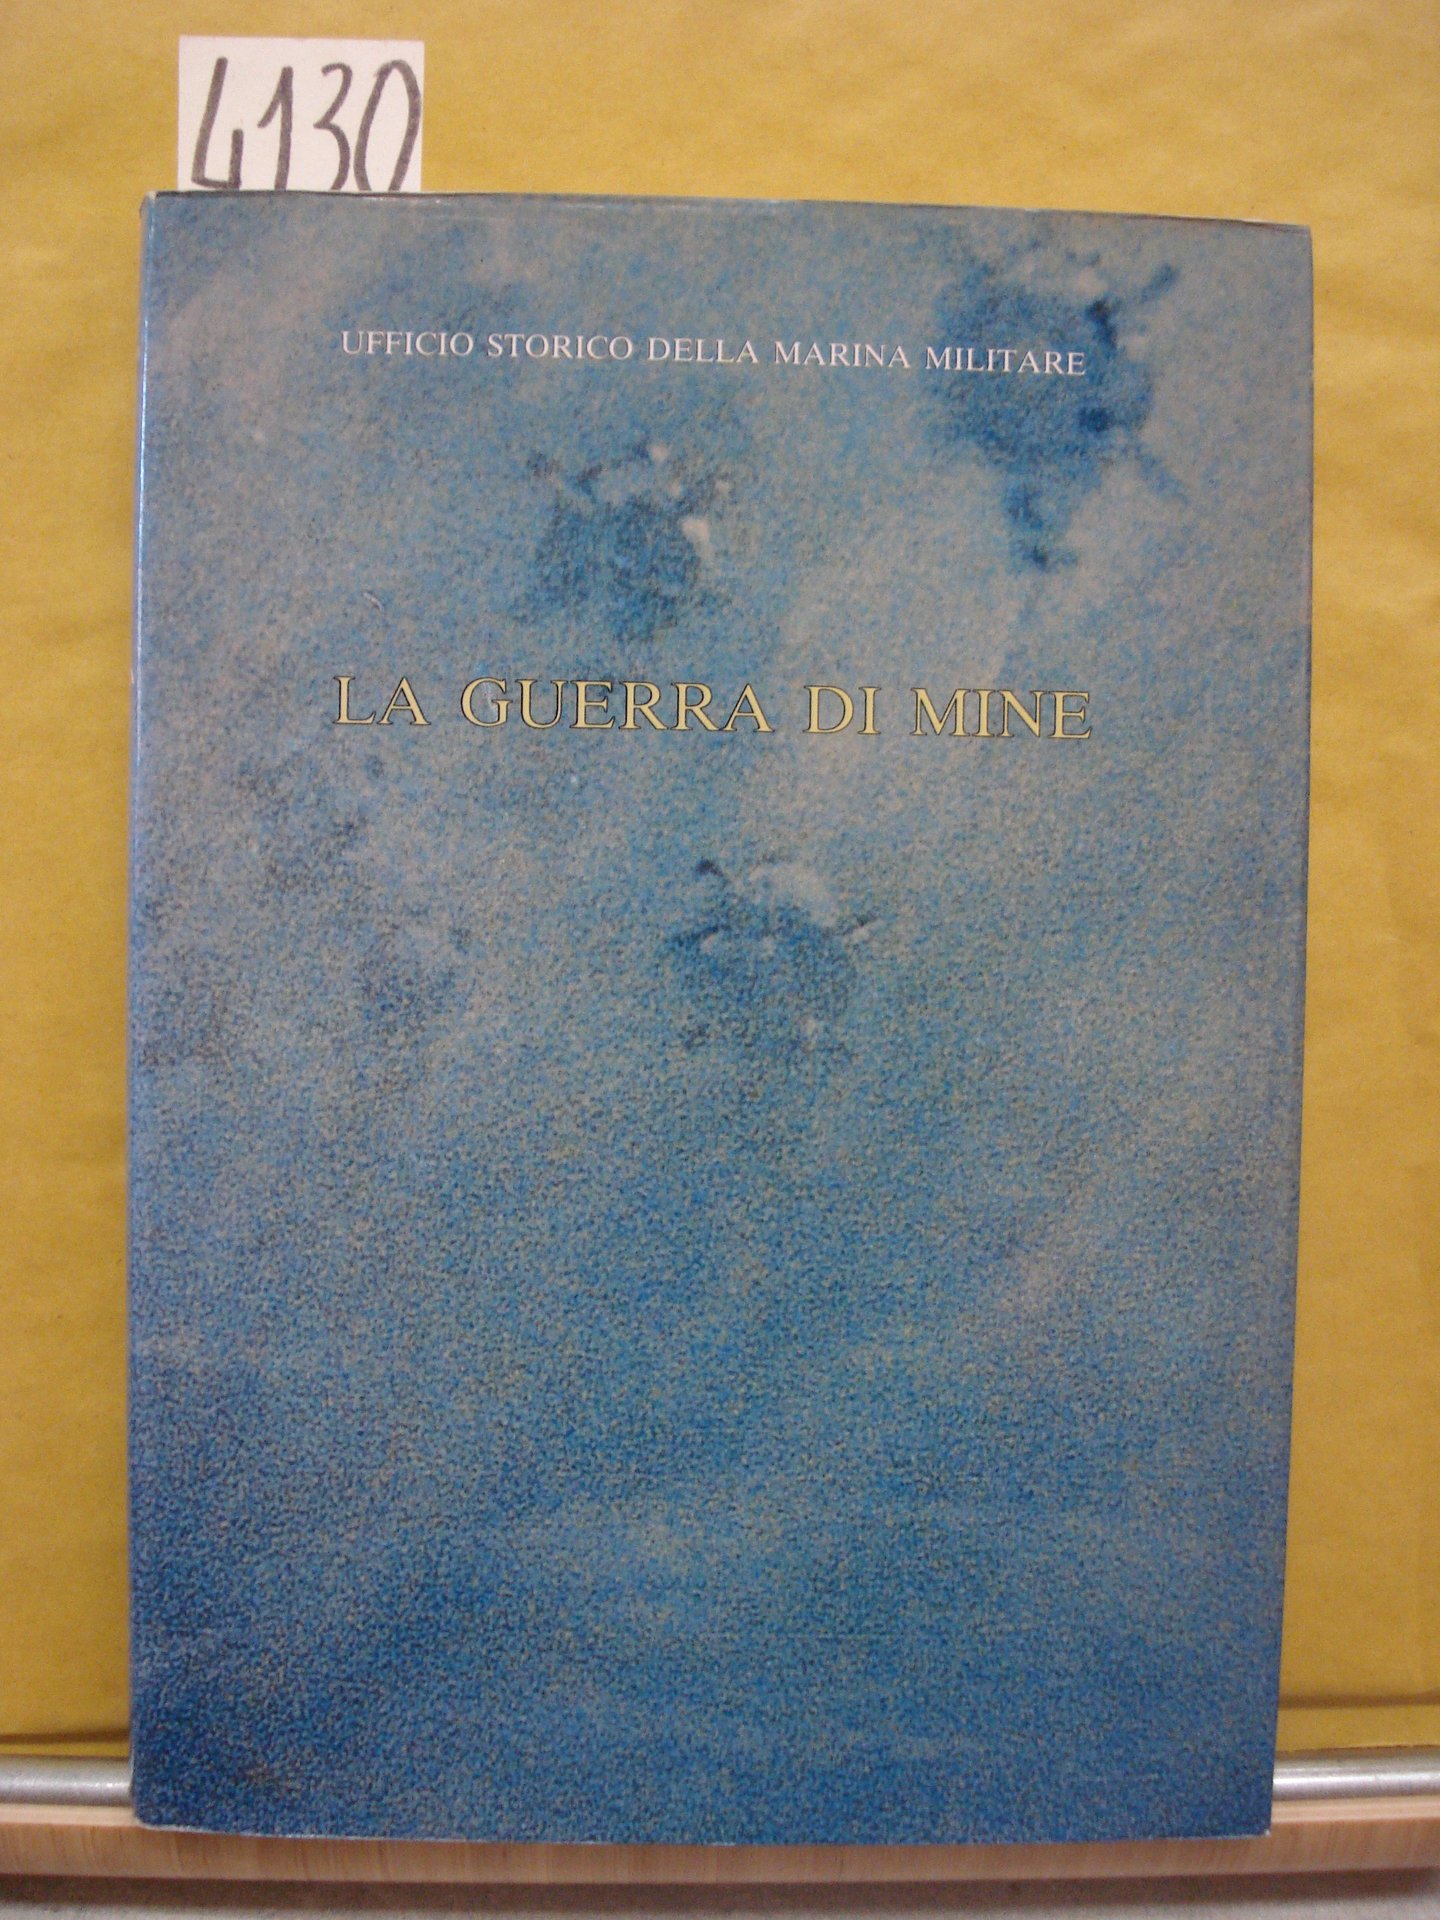 4130
UFFICIO STORICO DELLA MARINA MILITARE
LA GUERRA DI MINE